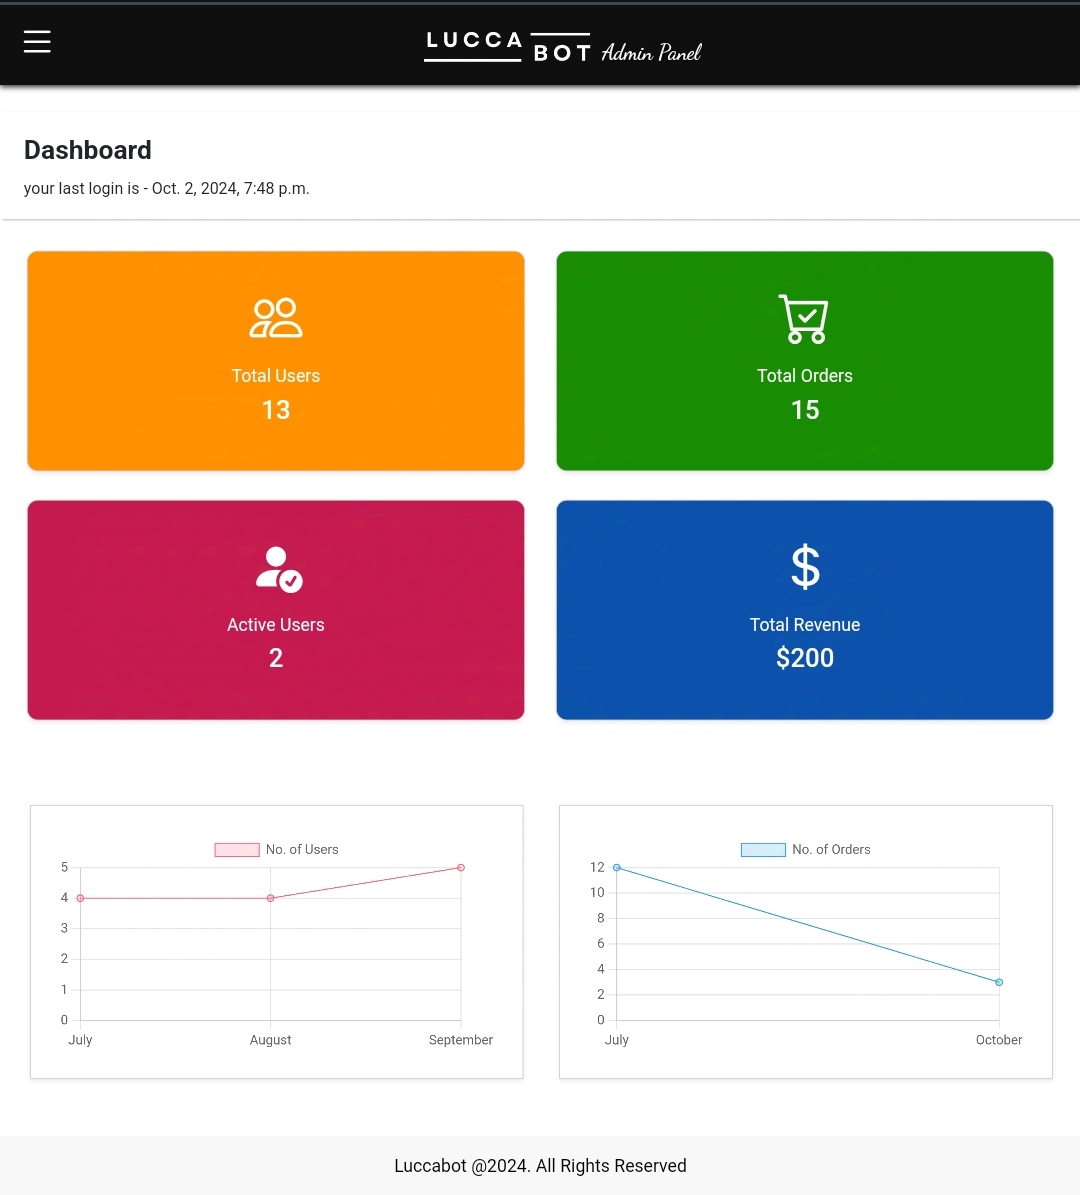 LUCCA
BOT Admin Panel
Dashboard
your last login is - Oct. 2, 2024, 7:48 p.m.
Total Users
13
Total Orders
15
Active Users
2
$
Total Revenue
$200
No. of Users
5
4
3
2
1
0
July August September
No. of Orders
12
10
8
6
4
2
0
July October
Luccabot @2024. All Rights Reserved